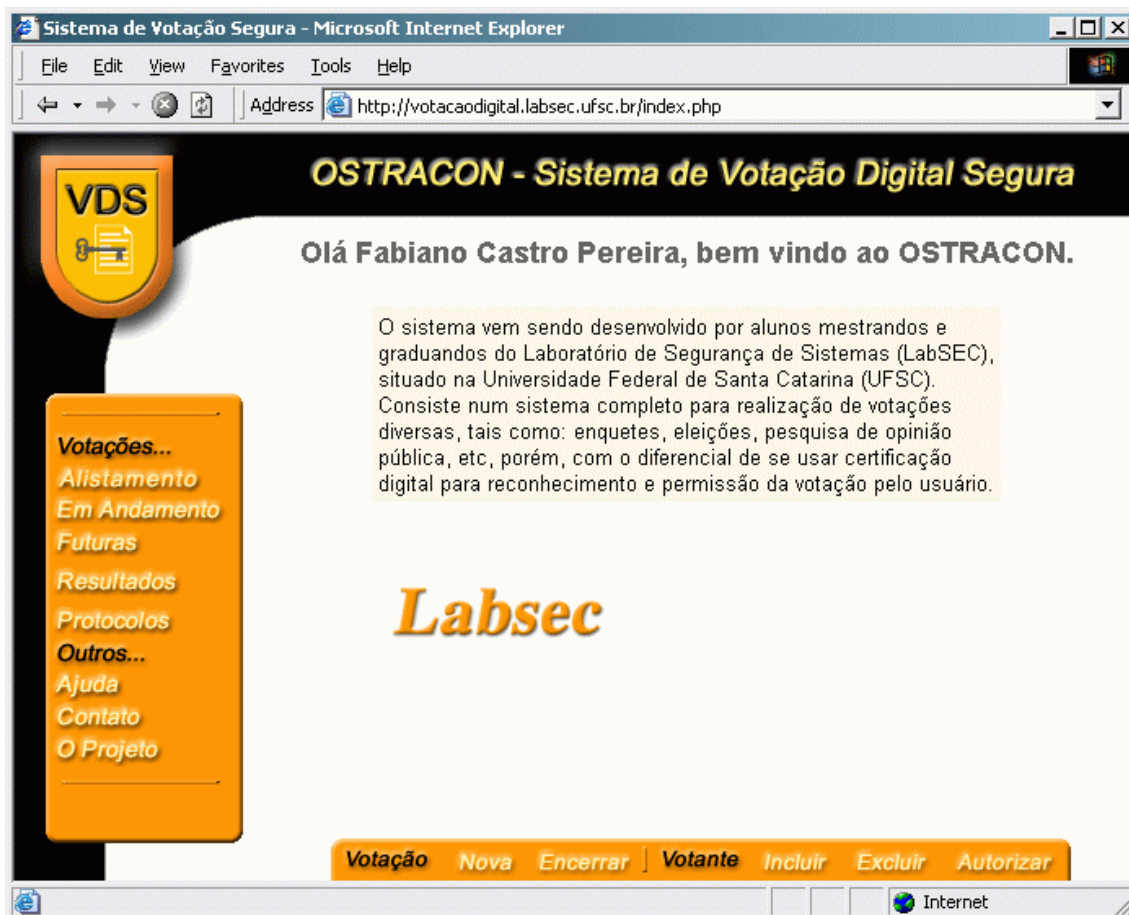 Sistema de Votação Segura - Microsoft Internet Explorer
File Edit View Favorites Tools Help
Address http://votacaodigital.labsec.ufsc.br/index.php
VDS
OSTRACON - Sistema de Votação Digital Segura
Olá Fabiano Castro Pereira, bem vindo ao OSTRACON.
O sistema vem sendo desenvolvido por alunos mestrandos e
graduandos do Laboratório de Segurança de Sistemas (LabSEC),
situado na Universidade Federal de Santa Catarina (UFSC).
Consiste num sistema completo para realização de votações
diversas, tais como: enquetes, eleições, pesquisa de opinião
pública, etc, porém, com o diferencial de se usar certificação
digital para reconhecimento e permissão da votação pelo usuário.
Votações...
Alistamento
Em Andamento
Futuras
Resultados
Protocolos
Outros...
Ajuda
Contato
O Projeto
Labsec
Votação Nova Encerrar Votante Incluir Excluir Autorizar
Internet